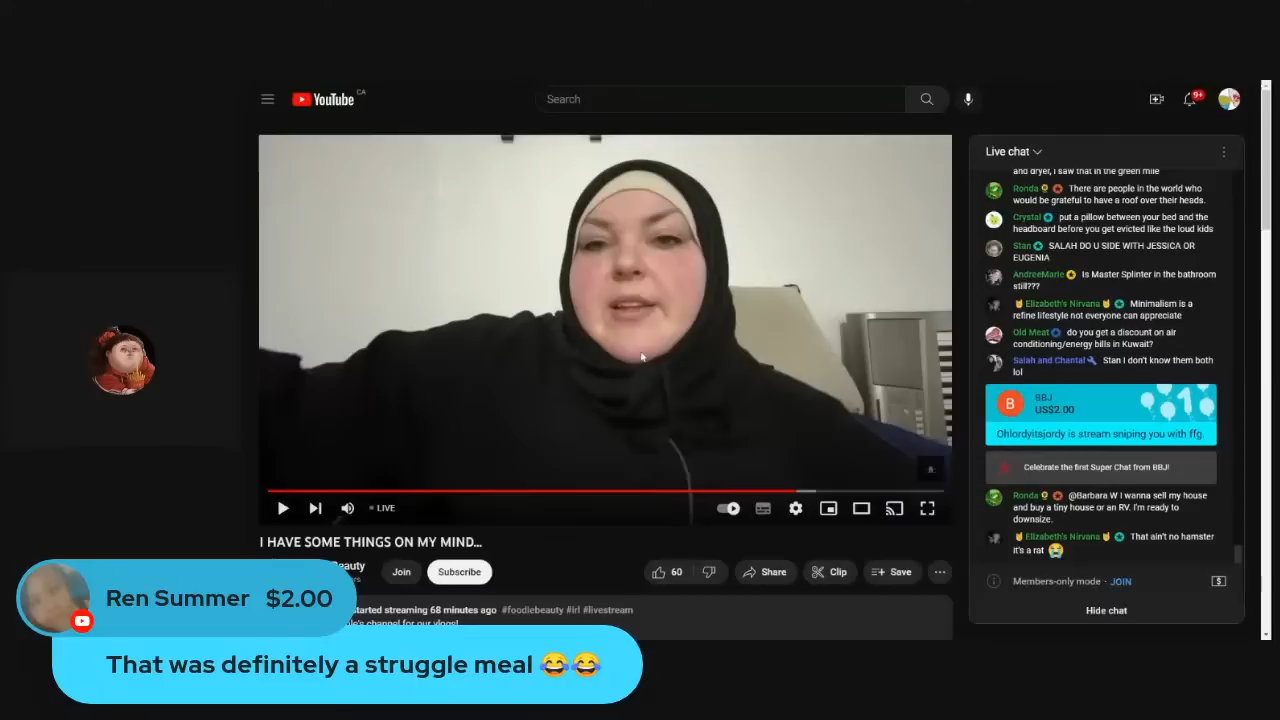 YouTube CA
Search
9+
Live chat
and dryer, I saw that in the green mile
Ronda There are people in the world who
would be grateful to have a roof over their heads.
Crystal put a pillow between your bed and the
headboard before you get evicted like the loud kids
Stan SALAH DO U SIDE WITH JESSICA OR
EUGENIA
AndreeMarie Is Master Splinter in the bathroom
still???
🤘Elizabeth's Nirvana🤘 Minimalism is a
refine lifestyle not everyone can appreciate
Old Meat do you get a discount on air
conditioning/energy bills in Kuwait?
Salah and Chantal Stan I don't know them both
lol
B
BBJ
US$2.00
Ohlordyitsjordy is stream sniping you with ffg.
Celebrate the first Super Chat from BBJ!
Ronda @Barbara W I wanna sell my house
and buy a tiny house or an RV. I'm ready to
downsize.
🤘Elizabeth's Nirvana🤘 That ain't no hamster
it's a rat 😭
Members-only mode · JOIN
Hide chat
• LIVE
I HAVE SOME THINGS ON MY MIND...
Beauty
Join
Subscribe
60
Share
Clip
Save
started streaming 68 minutes ago #foodiebeauty #irl #livestream
channel for our vlogs!
Ren Summer $2.00
That was definitely a struggle meal 😂😂